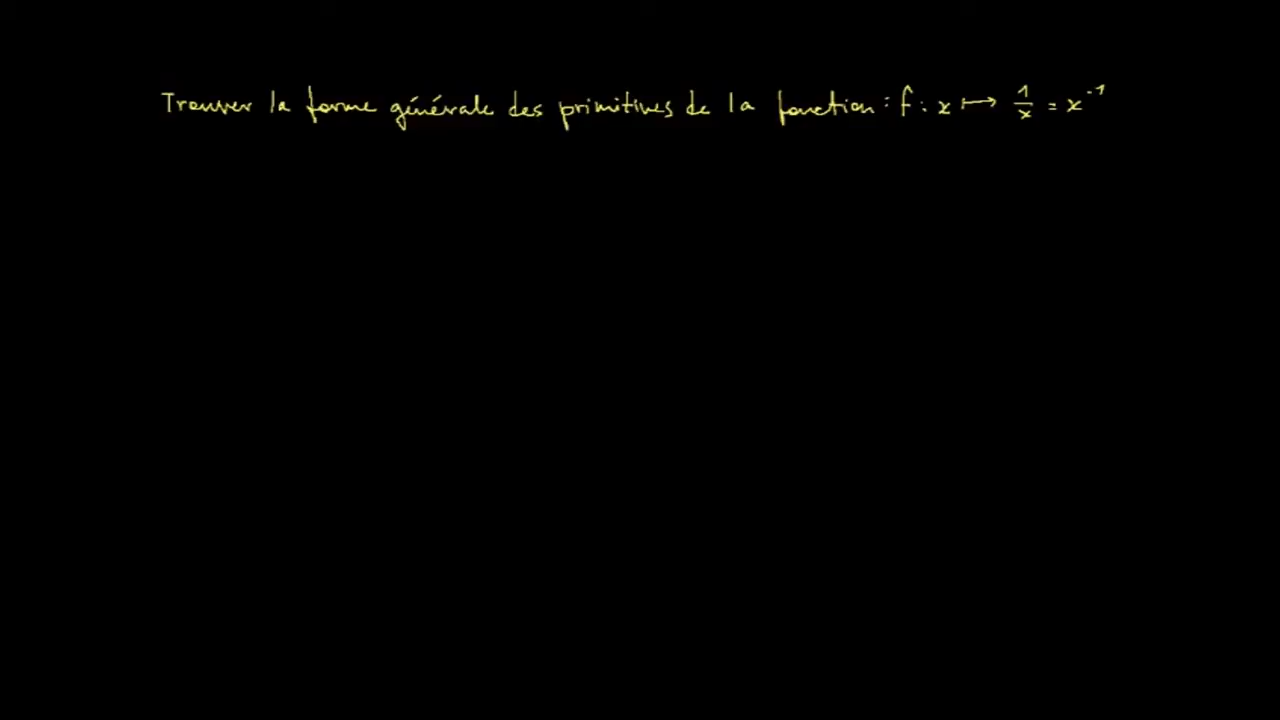 Trouver la forme générale des primitives de la fonction : f : x ⟼ 1/x = x⁻¹